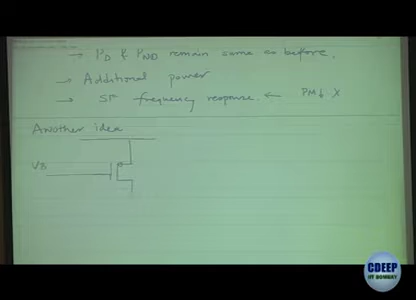 → PD & PND remain same as before.
→ Additional power
→ SF frequency response. ← PM↓ X
Another idea
VB
CDEEP
IIT BOMBAY